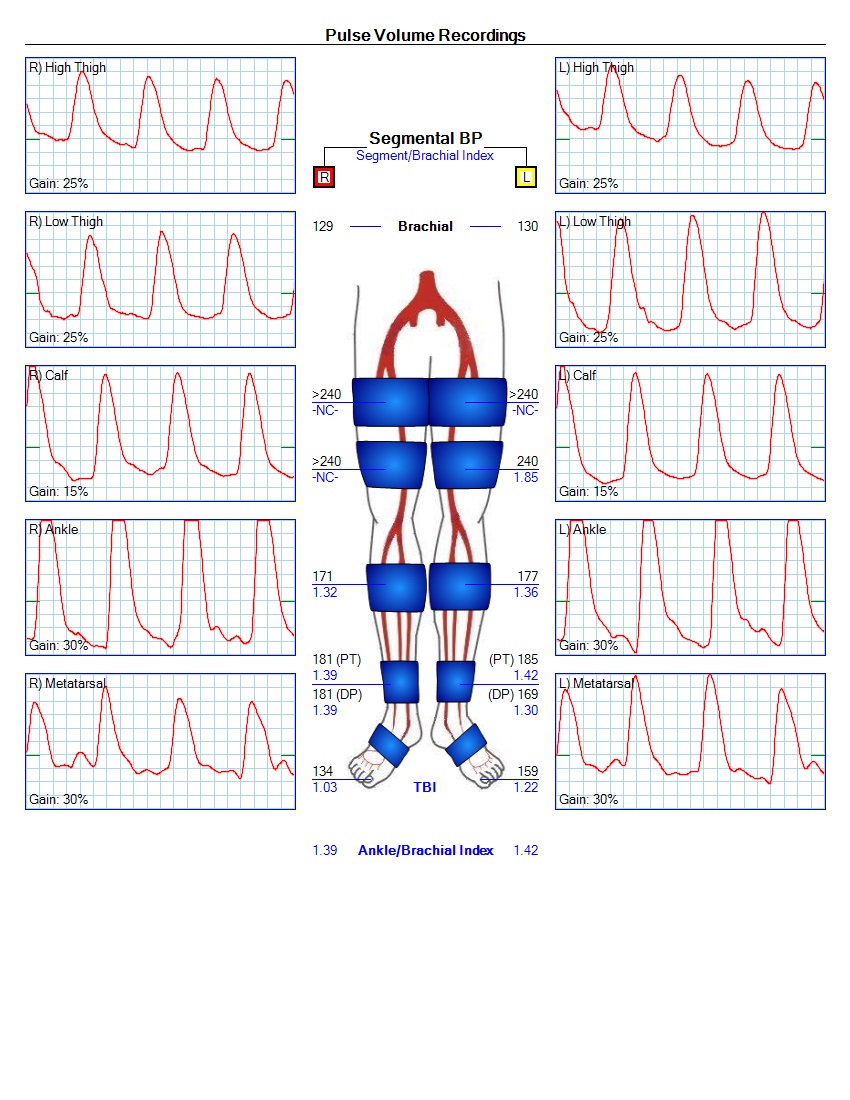 Pulse Volume Recordings
R) High Thigh
Gain: 25%
L) High Thigh
Gain: 25%
Segmental BP
Segment/Brachial Index
R
L
129 Brachial 130
R) Low Thigh
Gain: 25%
L) Low Thigh
Gain: 25%
>240
-NC-
>240
-NC-
R) Calf
Gain: 15%
L) Calf
Gain: 15%
>240
-NC-
240
1.85
R) Ankle
Gain: 30%
L) Ankle
Gain: 30%
171
1.32
177
1.36
181 (PT)
1.39
181 (DP)
1.39
(PT) 185
1.42
(DP) 169
1.30
R) Metatarsal
Gain: 30%
L) Metatarsal
Gain: 30%
134
1.03
TBI
159
1.22
1.39 Ankle/Brachial Index 1.42